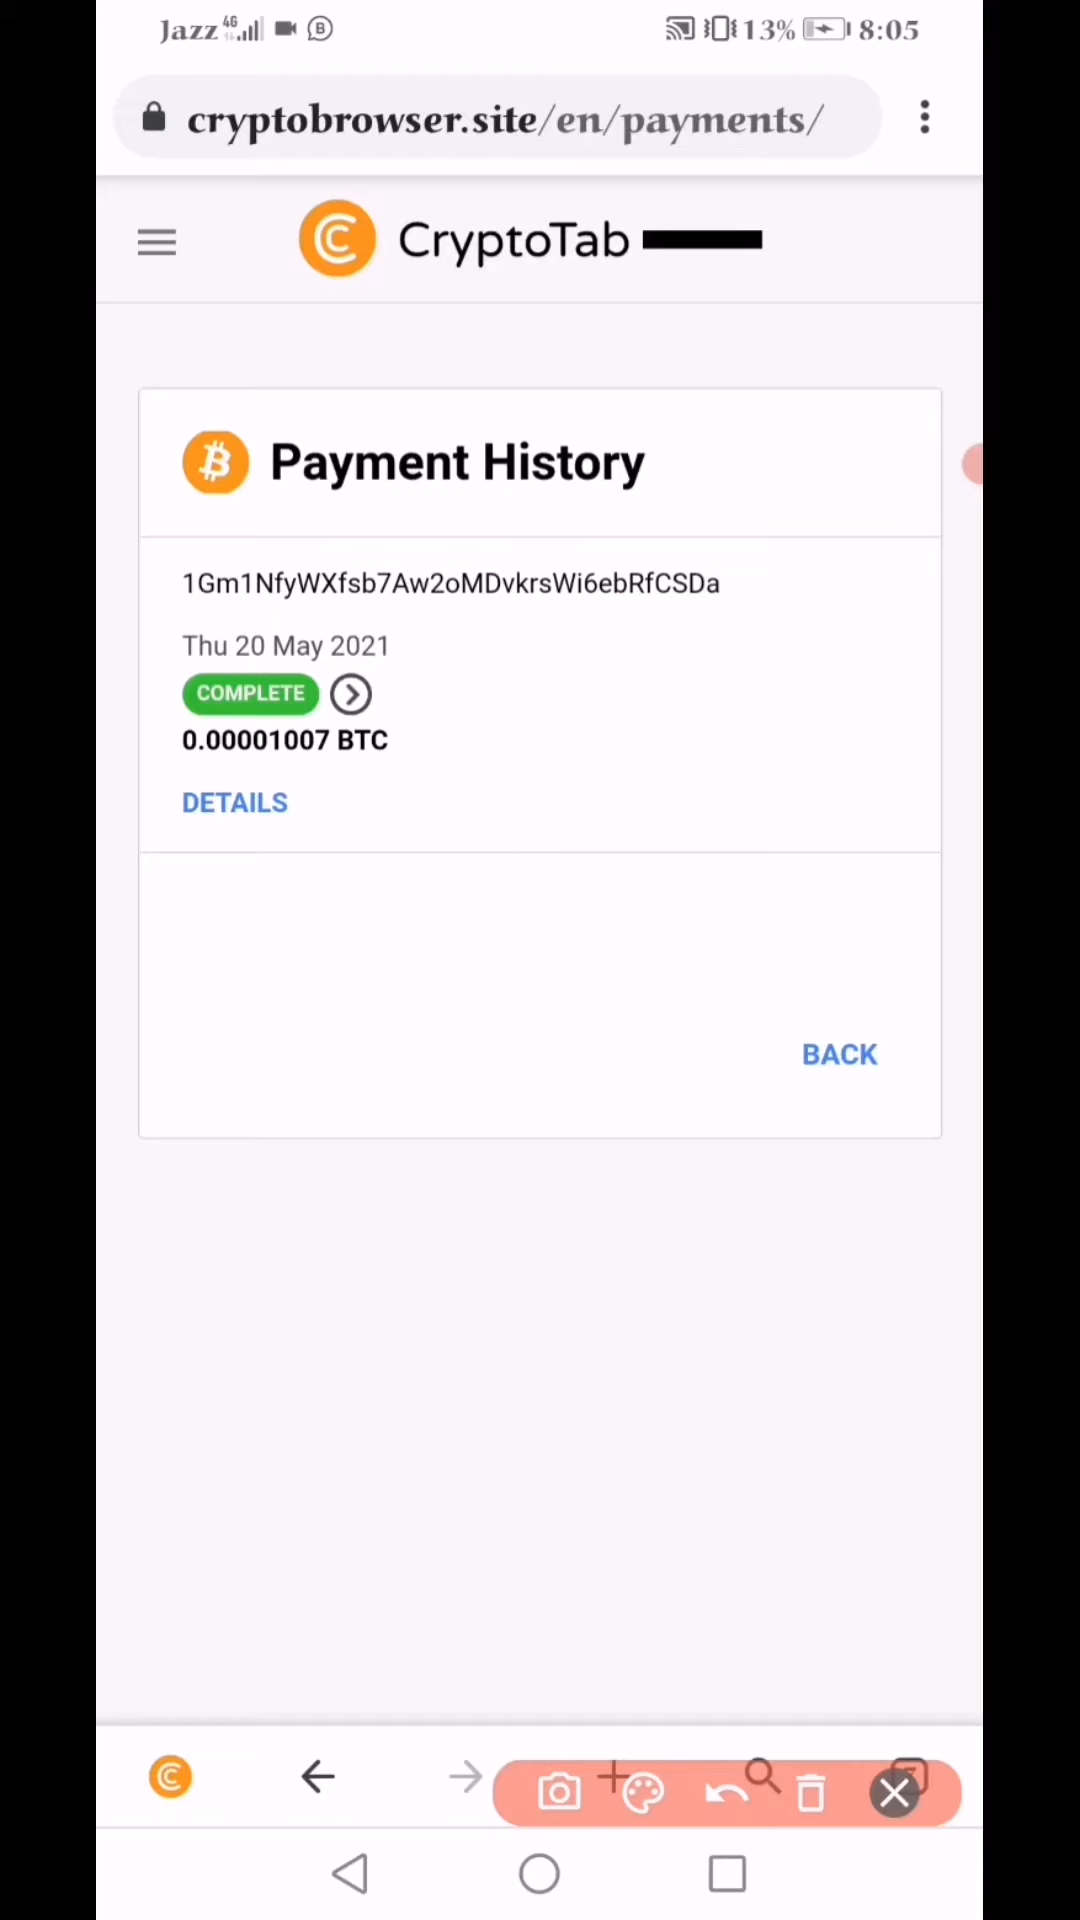 Jazz 4G 13% 8:05
cryptobrowser.site/en/payments/
CryptoTab
Payment History
1Gm1NfyWXfsb7Aw2oMDvkrsWi6ebRfCSDa
Thu 20 May 2021
COMPLETE
0.00001007 BTC
DETAILS
BACK